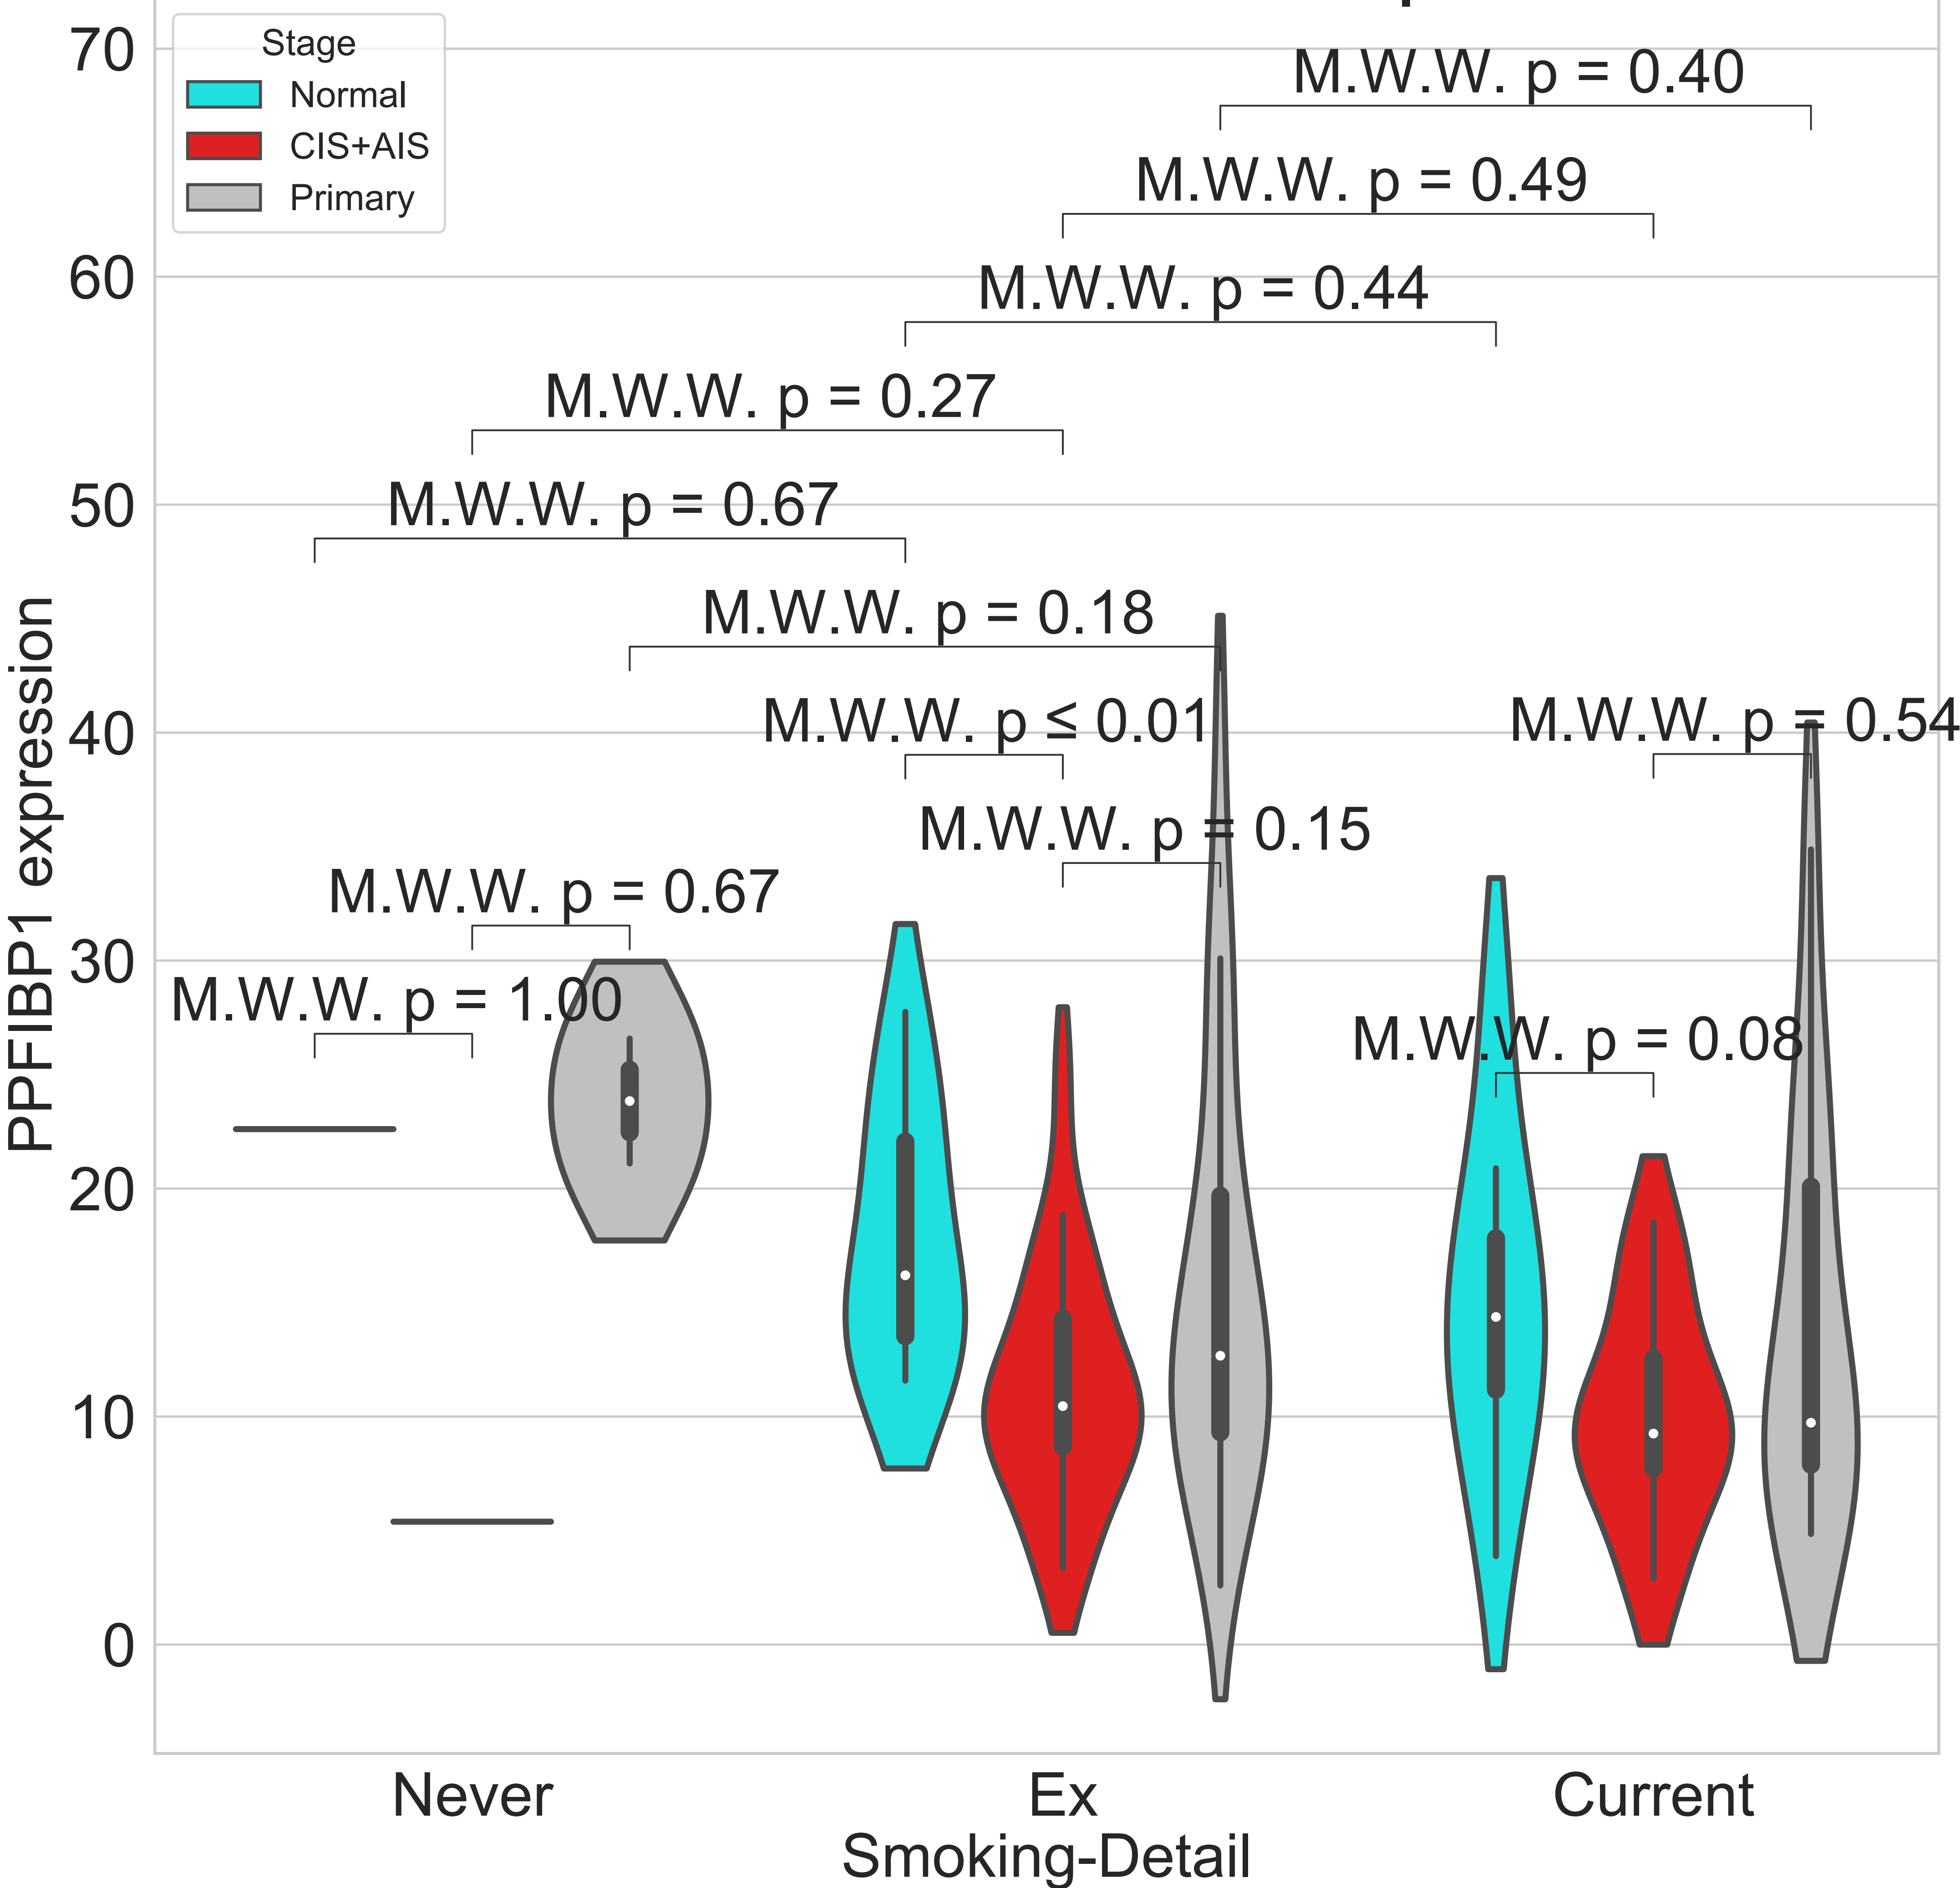 70
Stage
Normal
CIS+AIS
Primary
M.W.W. p = 0.40
M.W.W. p = 0.49
60
M.W.W. p = 0.44
M.W.W. p = 0.27
50
M.W.W. p = 0.67
M.W.W. p = 0.18
40
M.W.W. p ≤ 0.01
M.W.W. p = 0.54
M.W.W. p = 0.15
M.W.W. p = 0.67
30
M.W.W. p = 1.00
M.W.W. p = 0.08
PPFIBP1 expression
20
10
0
Never
Ex
Current
Smoking-Detail